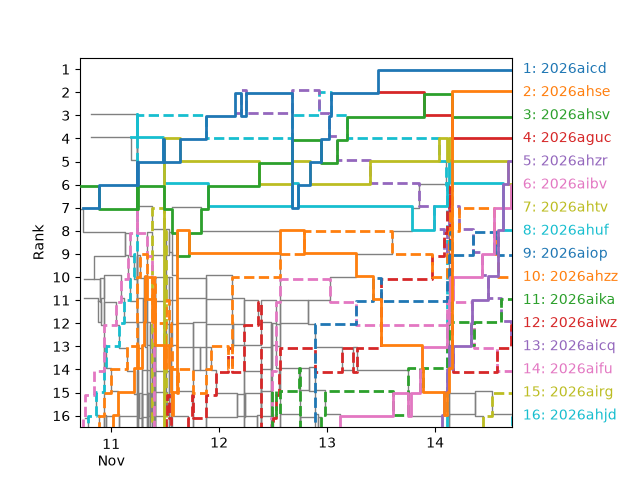 1
2
3
4
5
6
7
8
9
10
11
12
13
14
15
16
Rank
11
12
13
14
Nov
1: 2026aicd
2: 2026ahse
3: 2026ahsv
4: 2026aguc
5: 2026ahzr
6: 2026aibv
7: 2026ahtv
8: 2026ahuf
9: 2026aiop
10: 2026ahzz
11: 2026aika
12: 2026aiwz
13: 2026aicq
14: 2026aifu
15: 2026airg
16: 2026ahjd